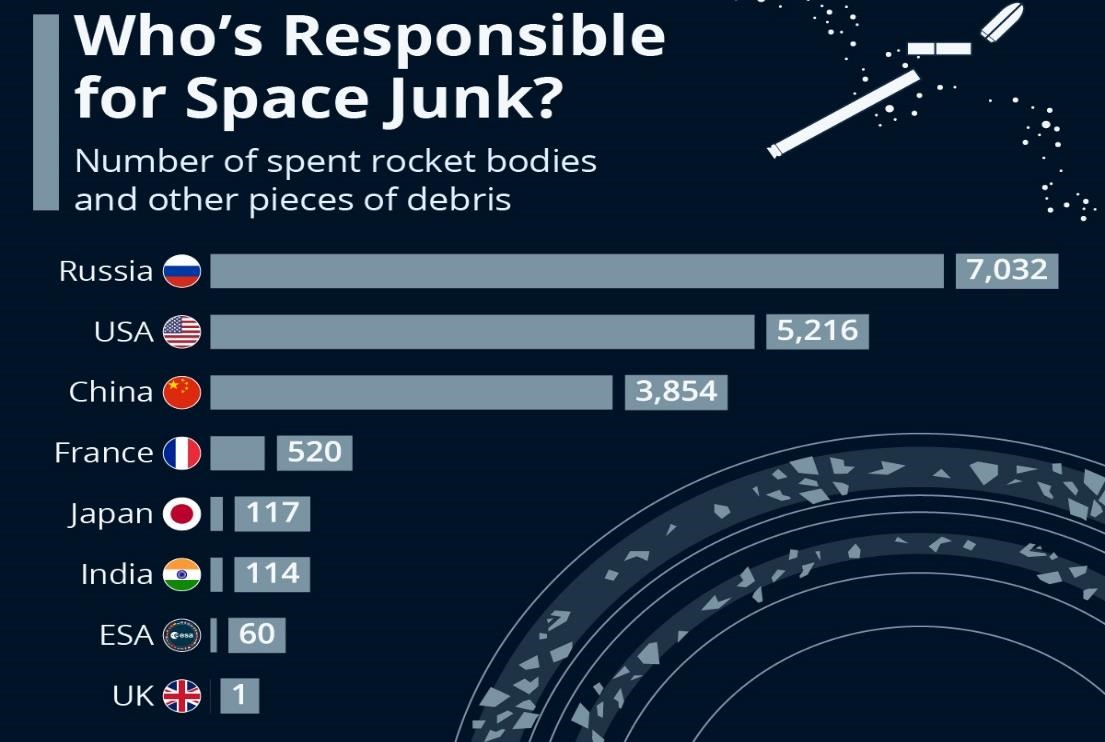 Who's Responsible
for Space Junk?
Number of spent rocket bodies
and other pieces of debris
Russia 7,032
USA 5,216
China 3,854
France 520
Japan 117
India 114
ESA esa 60
UK 1